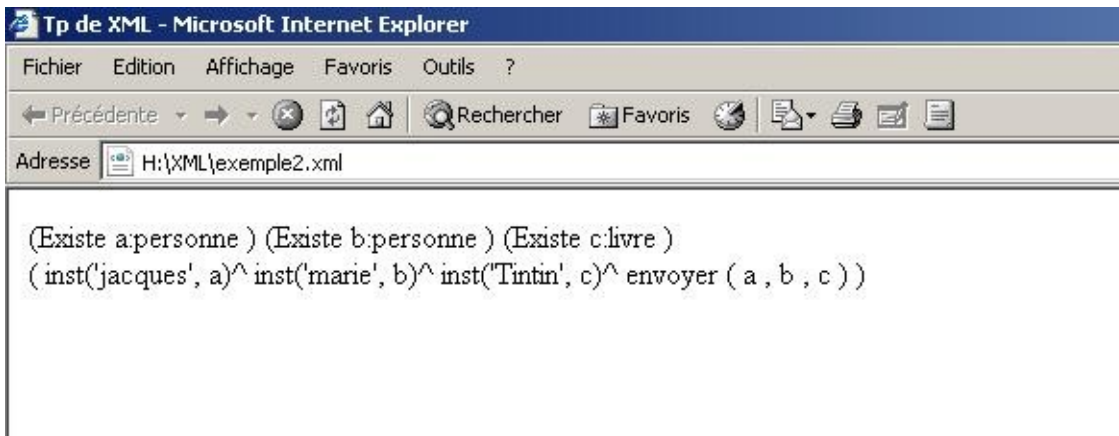 Tp de XML - Microsoft Internet Explorer
Fichier Edition Affichage Favoris Outils ?
Précédente Rechercher Favoris
Adresse H:\XML\exemple2.xml
(Existe a:personne ) (Existe b:personne ) (Existe c:livre )
( inst('jacques', a)^ inst('marie', b)^ inst('Tintin', c)^ envoyer ( a , b , c ) )